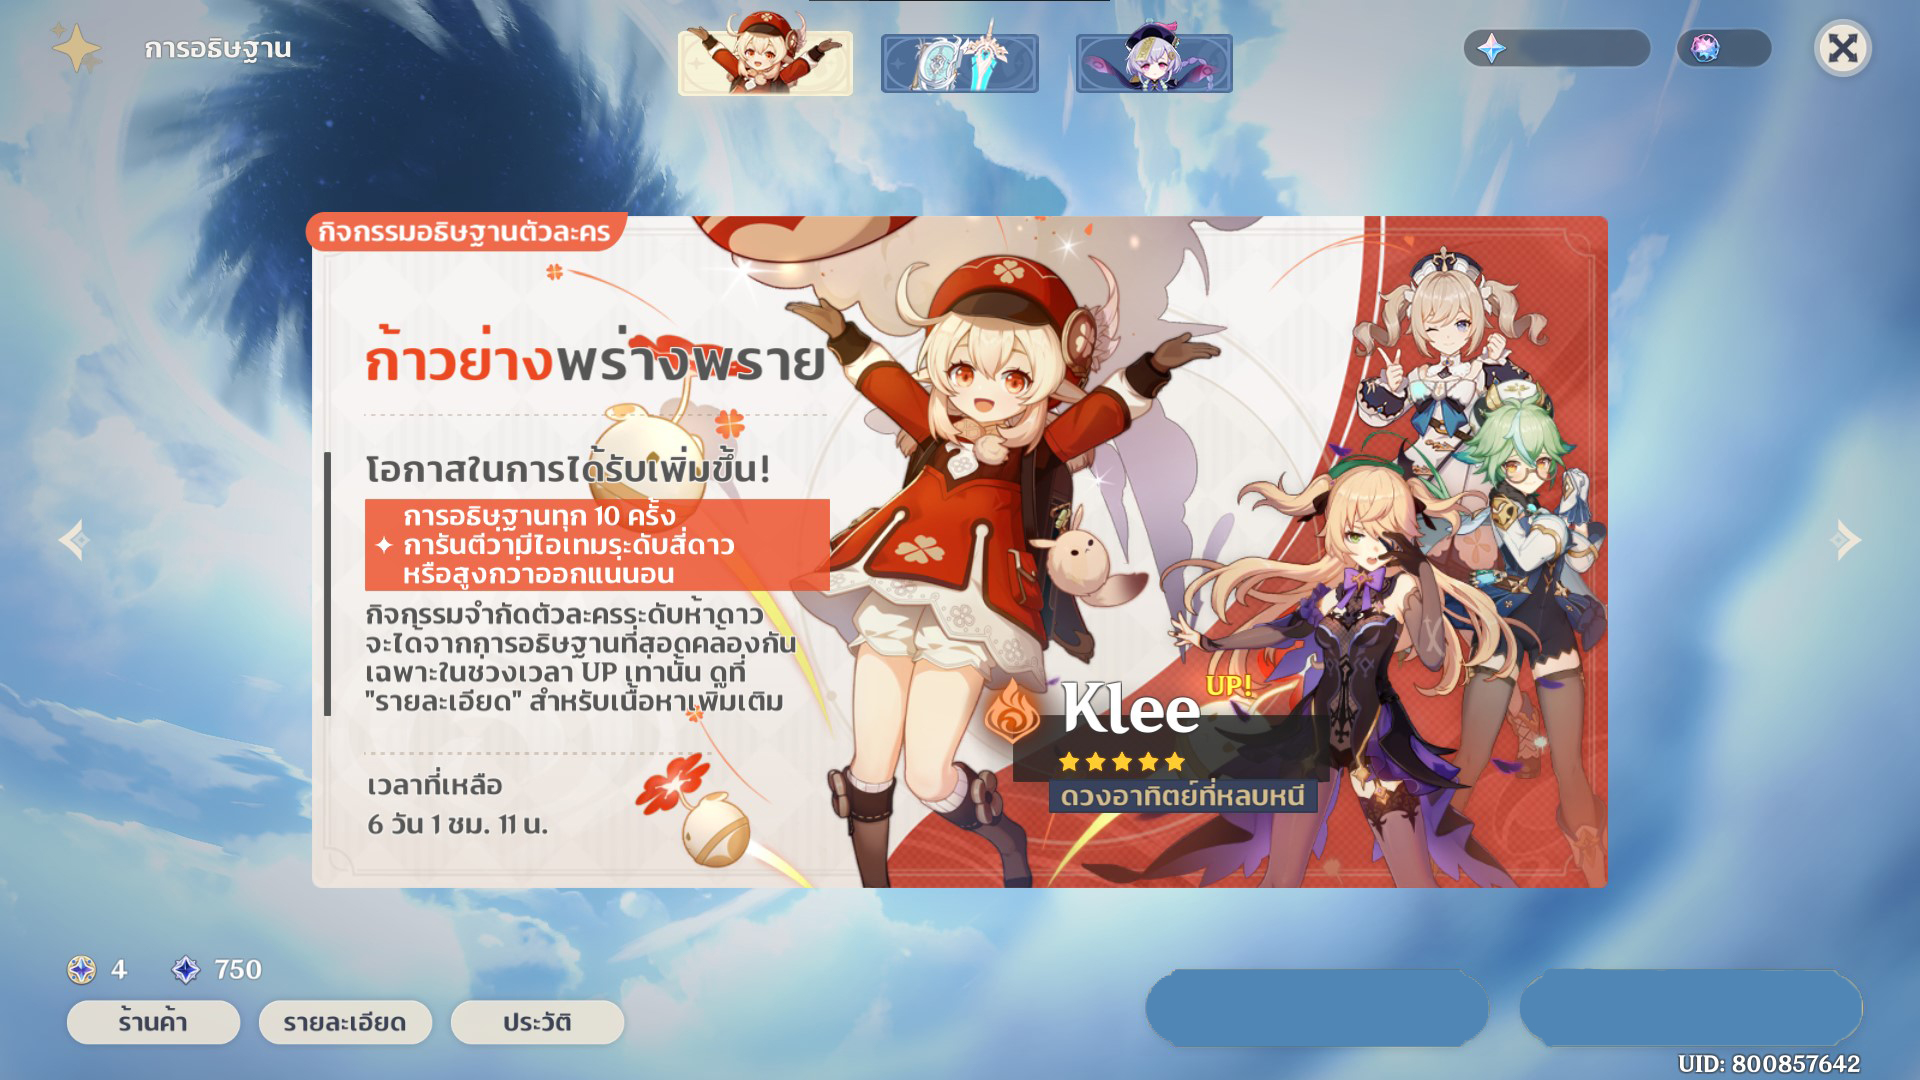 การอธิษฐาน
กิจกรรมอธิษฐานตัวละคร
ก้าวย่างพร่างพราย
โอกาสในการได้รับเพิ่มขึ้น!
การอธิษฐานทุก 10 ครั้ง
การันตีว่ามีไอเทมระดับสี่ดาว
หรือสูงกว่าออกแน่นอน
กิจกรรมจำกัดตัวละครระดับห้าดาว
จะได้จากการอธิษฐานที่สอดคล้องกัน
เฉพาะในช่วงเวลา UP เท่านั้น ดูที่
"รายละเอียด" สำหรับเนื้อหาเพิ่มเติม
เวลาที่เหลือ
6 วัน 1 ชม. 11 น.
Klee
UP!
ดวงอาทิตย์ที่หลบหนี
4
750
ร้านค้า
รายละเอียด
ประวัติ
UID: 800857642